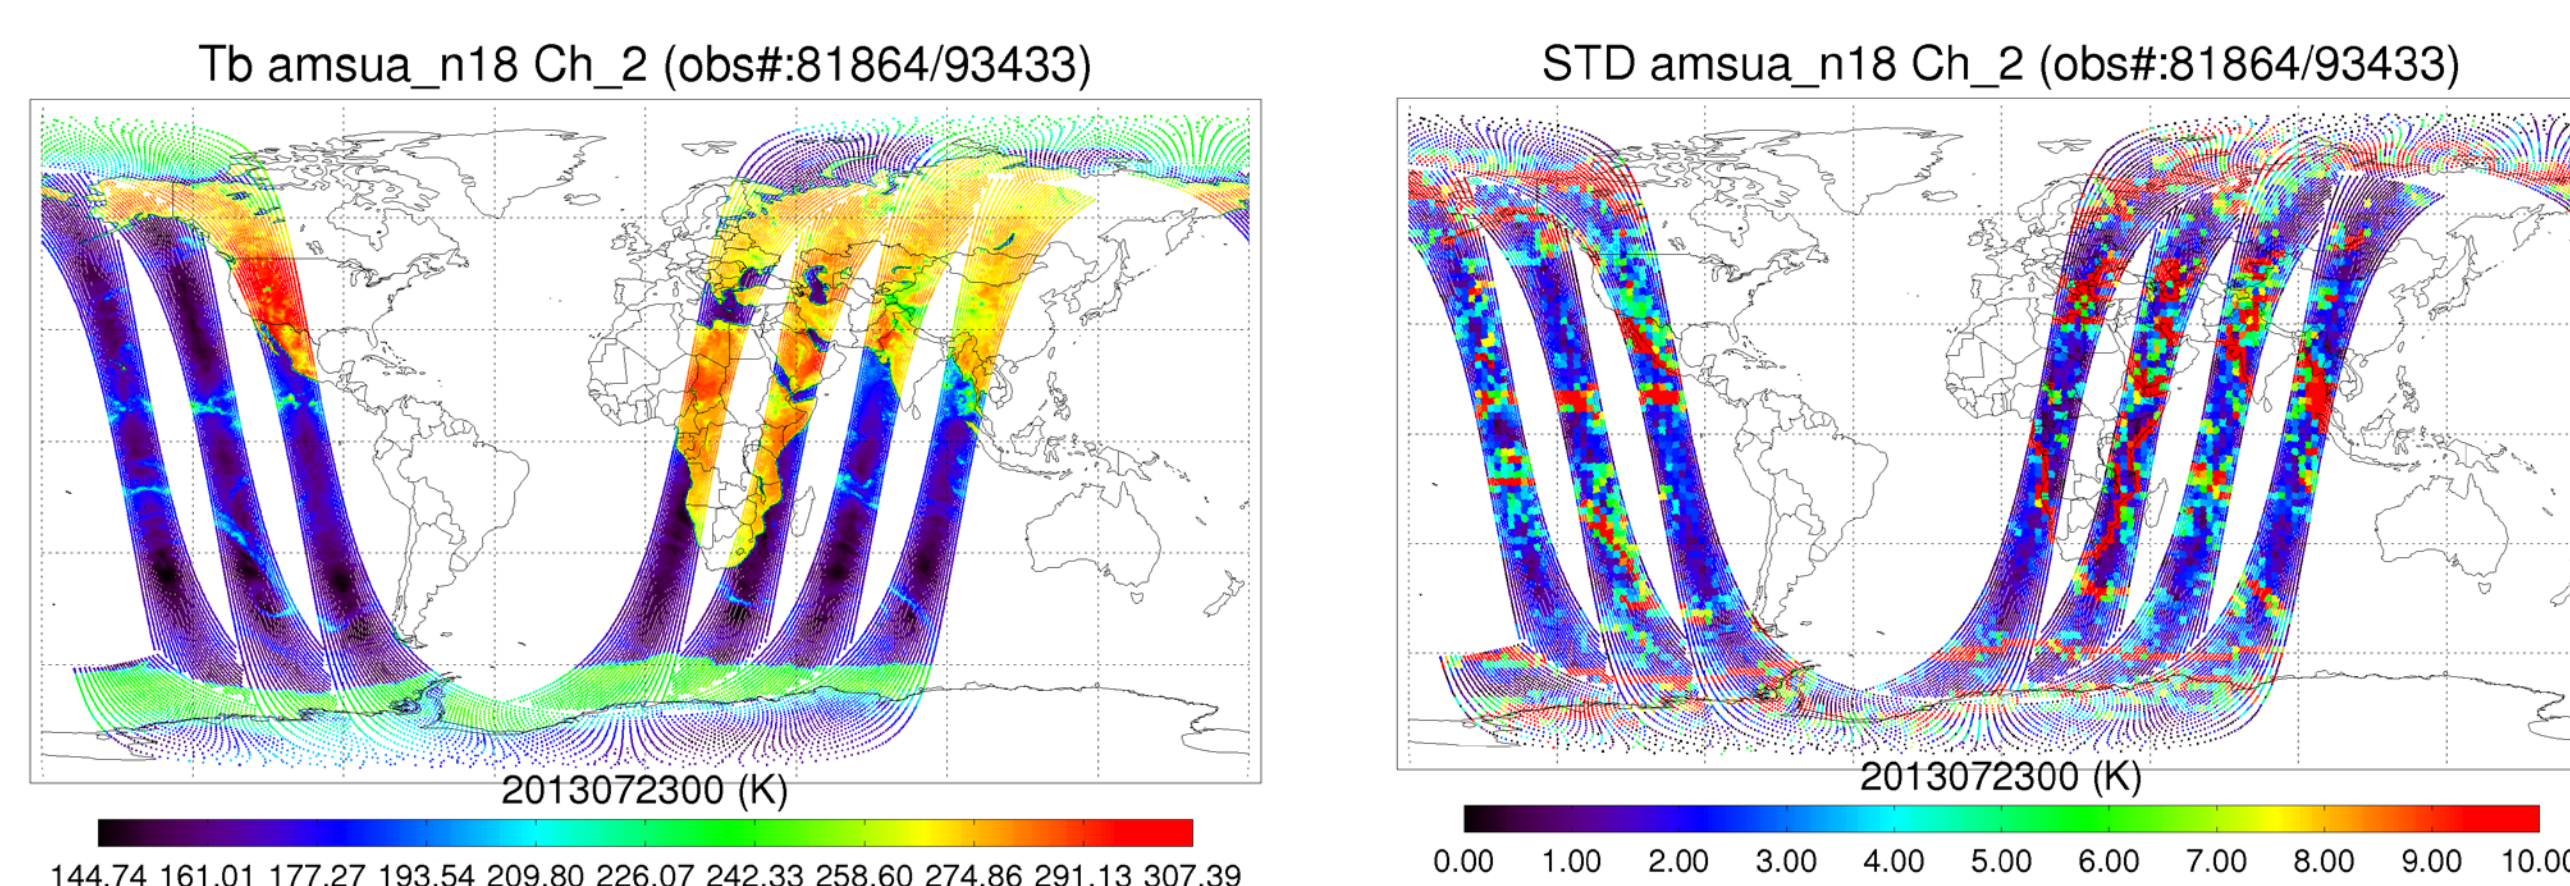 Tb amsua_n18 Ch_2 (obs#:81864/93433)
2013072300 (K)
144.74 161.01 177.27 193.54 209.80 226.07 242.33 258.60 274.86 291.13 307.39
STD amsua_n18 Ch_2 (obs#:81864/93433)
2013072300 (K)
0.00 1.00 2.00 3.00 4.00 5.00 6.00 7.00 8.00 9.00 10.0